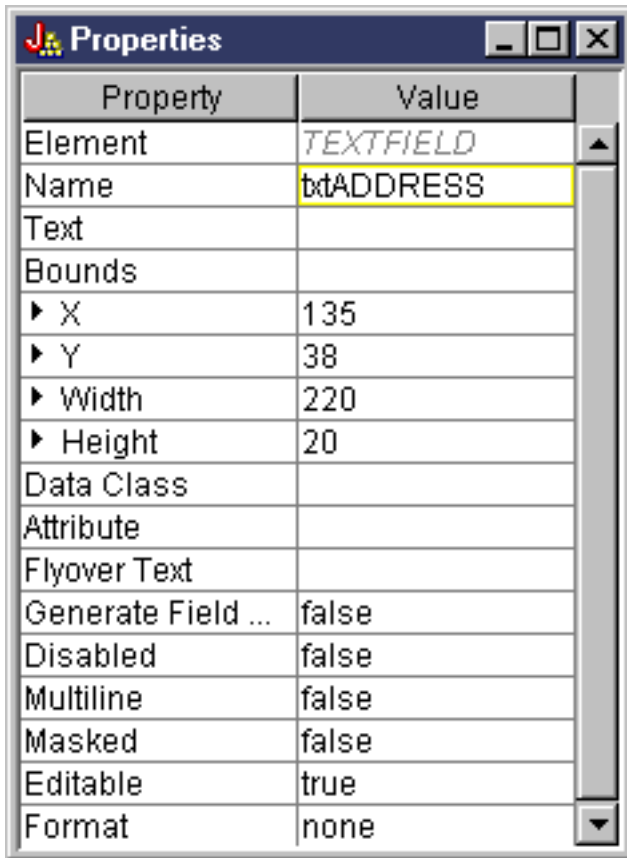 Properties
Property Value
Element TEXTFIELD
Name txtADDRESS
Text
Bounds
X 135
Y 38
Width 220
Height 20
Data Class
Attribute
Flyover Text
Generate Field ... false
Disabled false
Multiline false
Masked false
Editable true
Format none